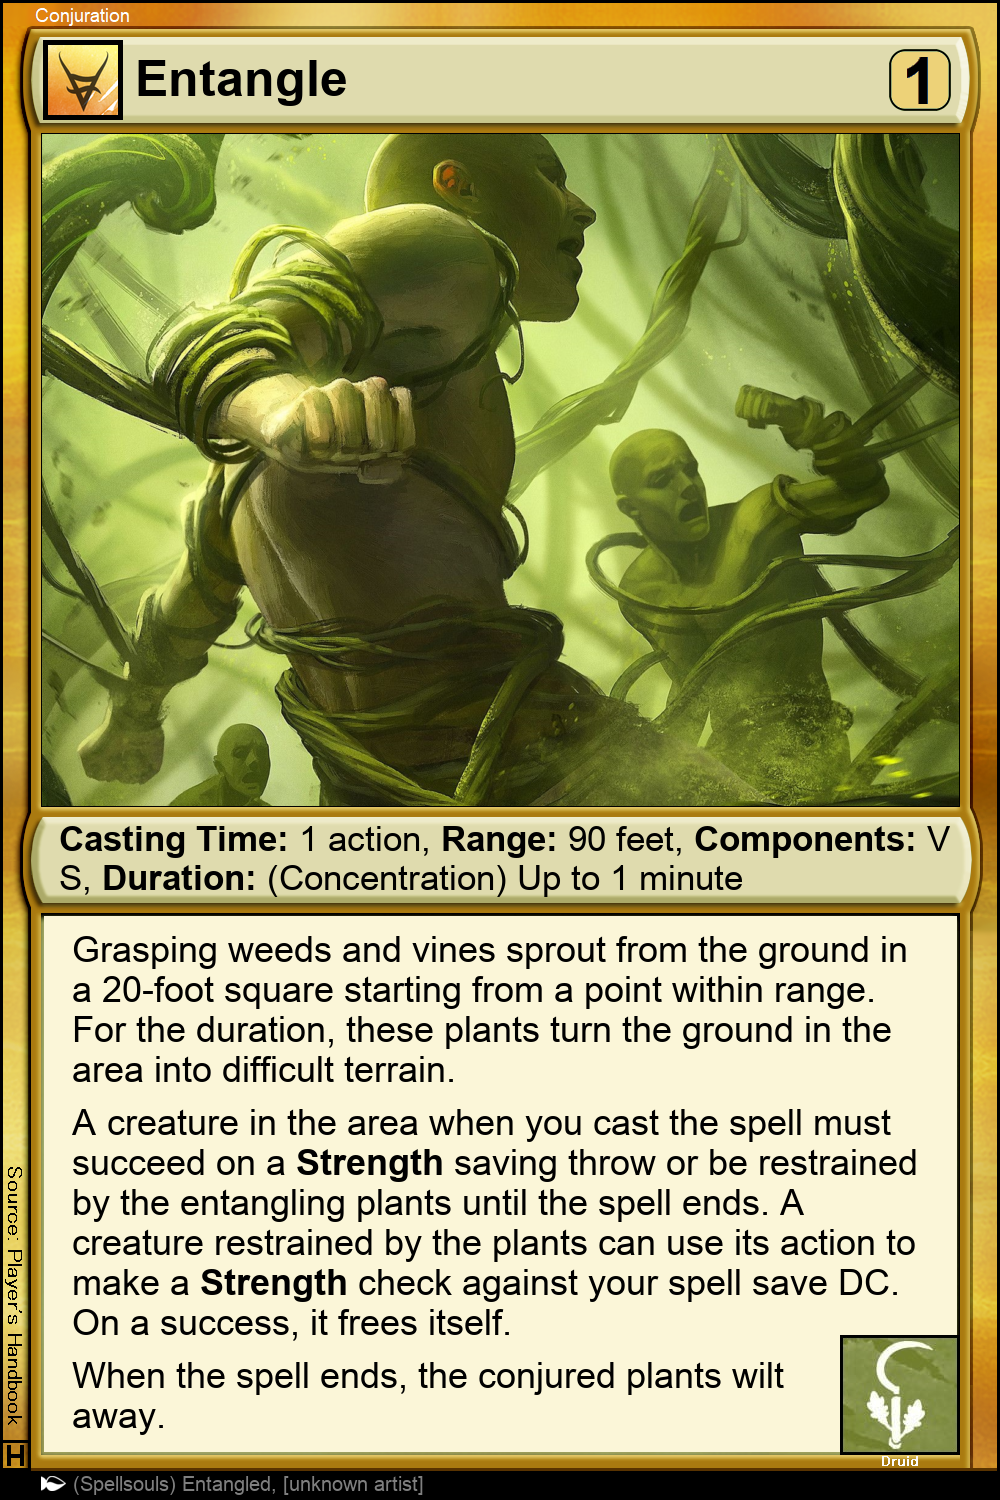 Conjuration
Entangle
1
Casting Time: 1 action, Range: 90 feet, Components: V
S, Duration: (Concentration) Up to 1 minute
Grasping weeds and vines sprout from the ground in
a 20-foot square starting from a point within range.
For the duration, these plants turn the ground in the
area into difficult terrain.
A creature in the area when you cast the spell must
succeed on a Strength saving throw or be restrained
by the entangling plants until the spell ends. A
creature restrained by the plants can use its action to
make a Strength check against your spell save DC.
On a success, it frees itself.
When the spell ends, the conjured plants wilt
away.
Druid
Source: Player's Handbook
H
(Spellsouls) Entangled, [unknown artist]